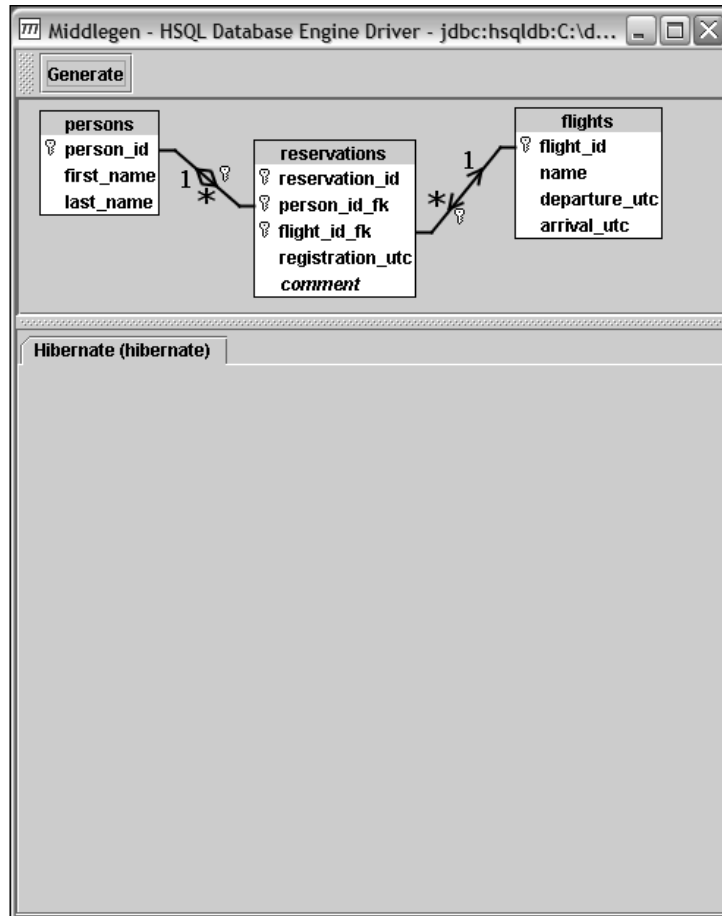 Middlegen - HSQL Database Engine Driver - jdbc:hsqldb:C:\d...
Generate
persons
person_id
first_name
last_name
1
*
reservations
reservation_id
person_id_fk
flight_id_fk
registration_utc
comment
1
*
flights
flight_id
name
departure_utc
arrival_utc
Hibernate (hibernate)